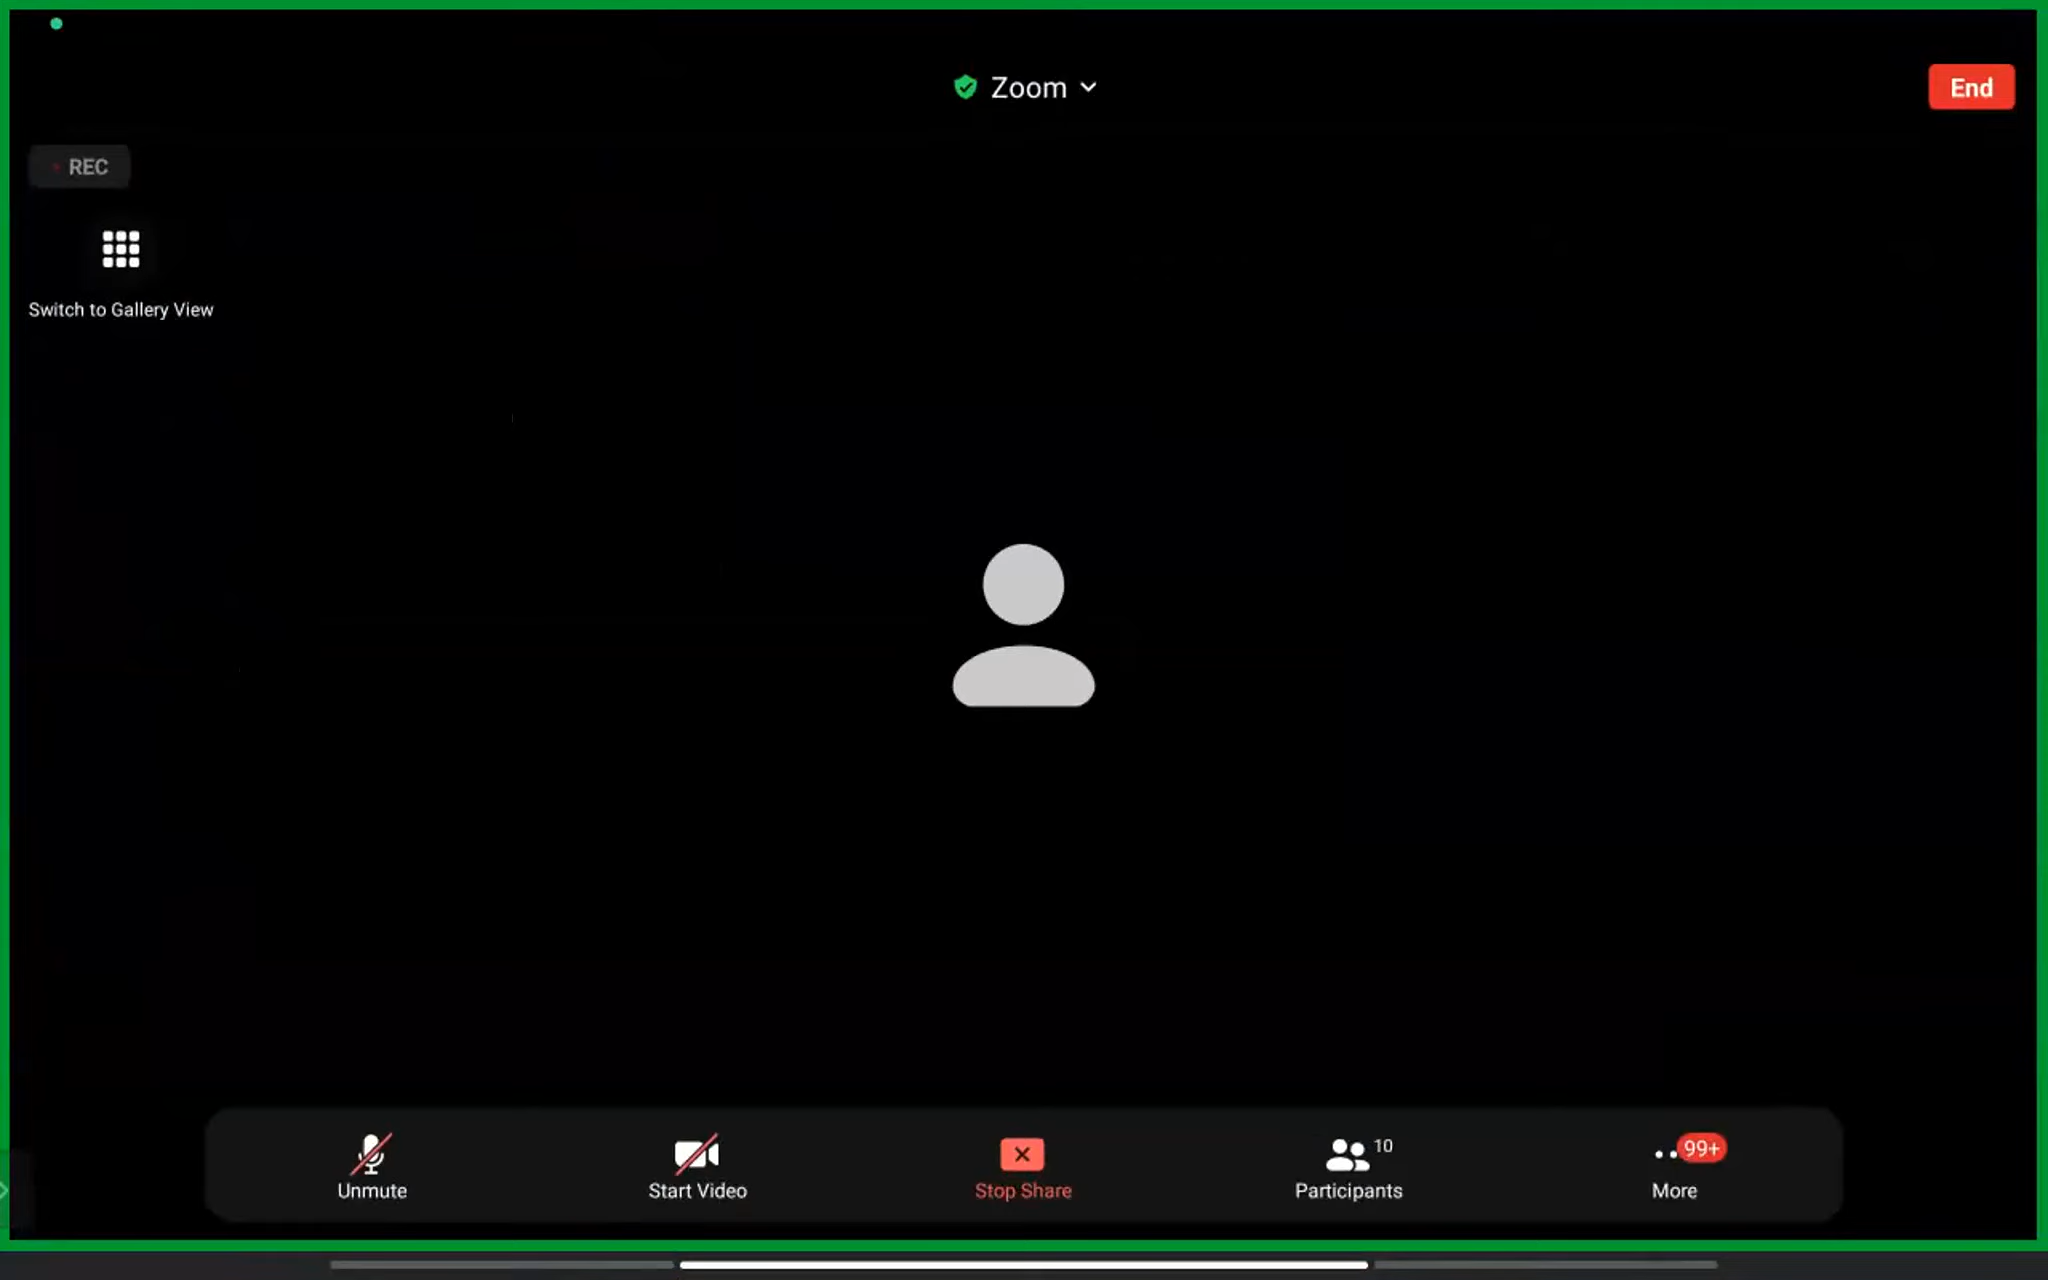 Zoom
End
REC
Switch to Gallery View
Unmute
Start Video
Stop Share
10
Participants
99+
More